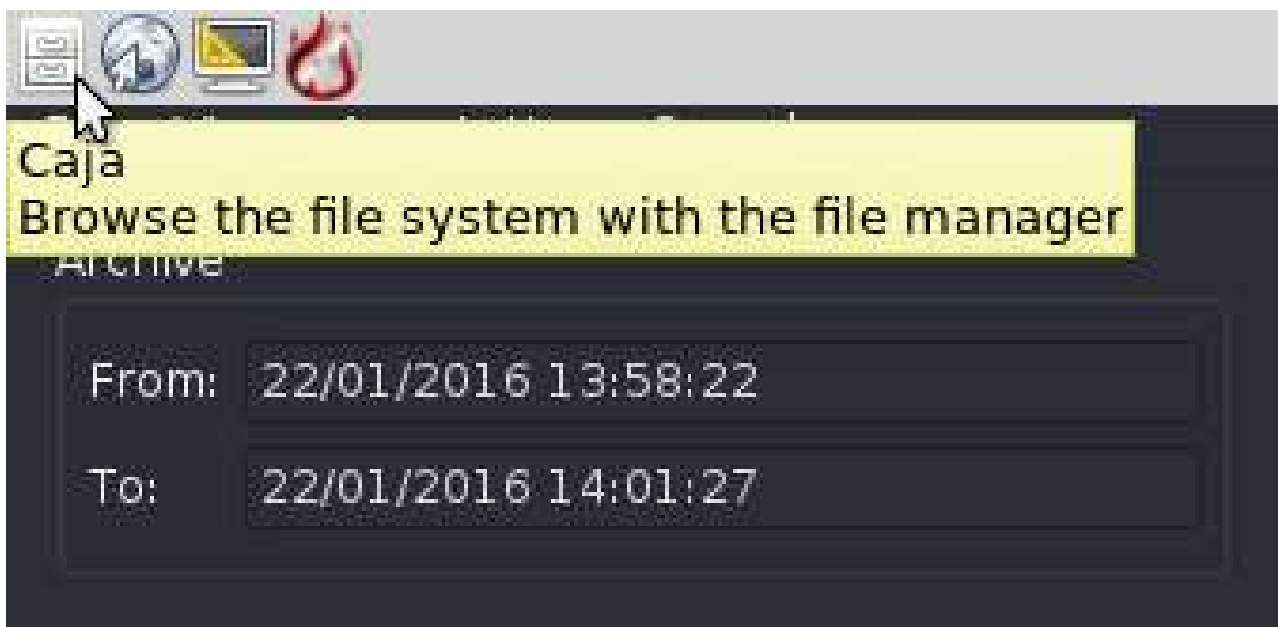 Caja
Browse the file system with the file manager
Archive
From: 22/01/2016 13:58:22
To: 22/01/2016 14:01:27